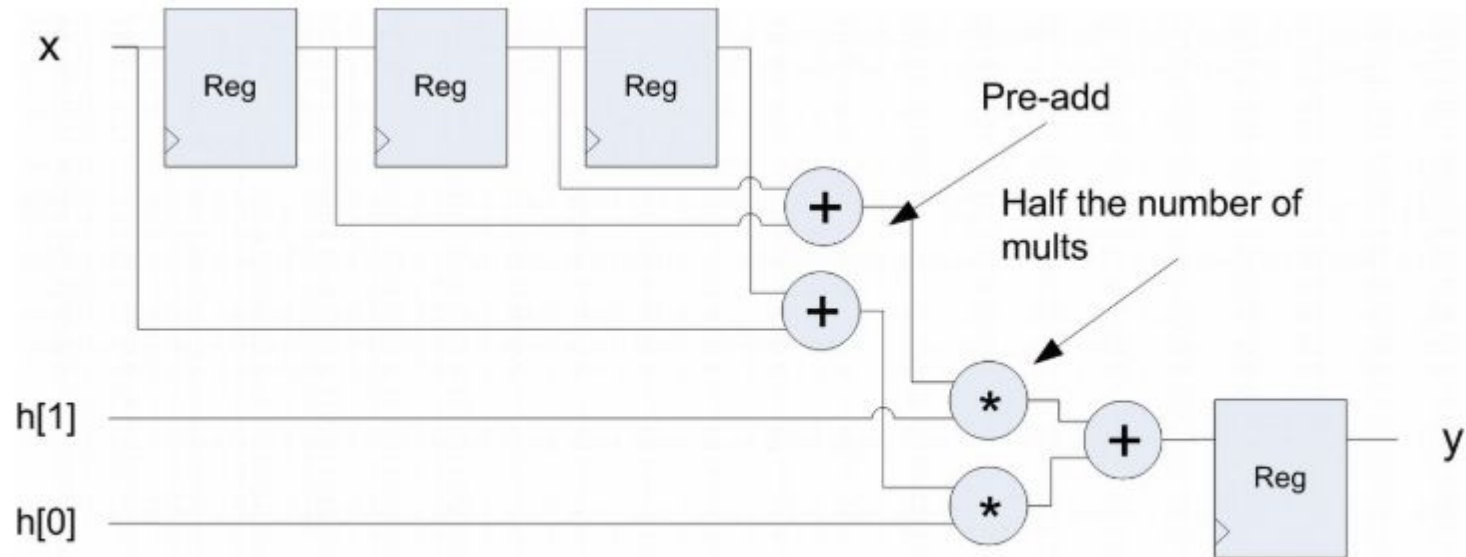 x
Reg
Reg
Reg
Pre-add
+
Half the number of
mults
+
*
h[1]
+
y
Reg
*
h[0]